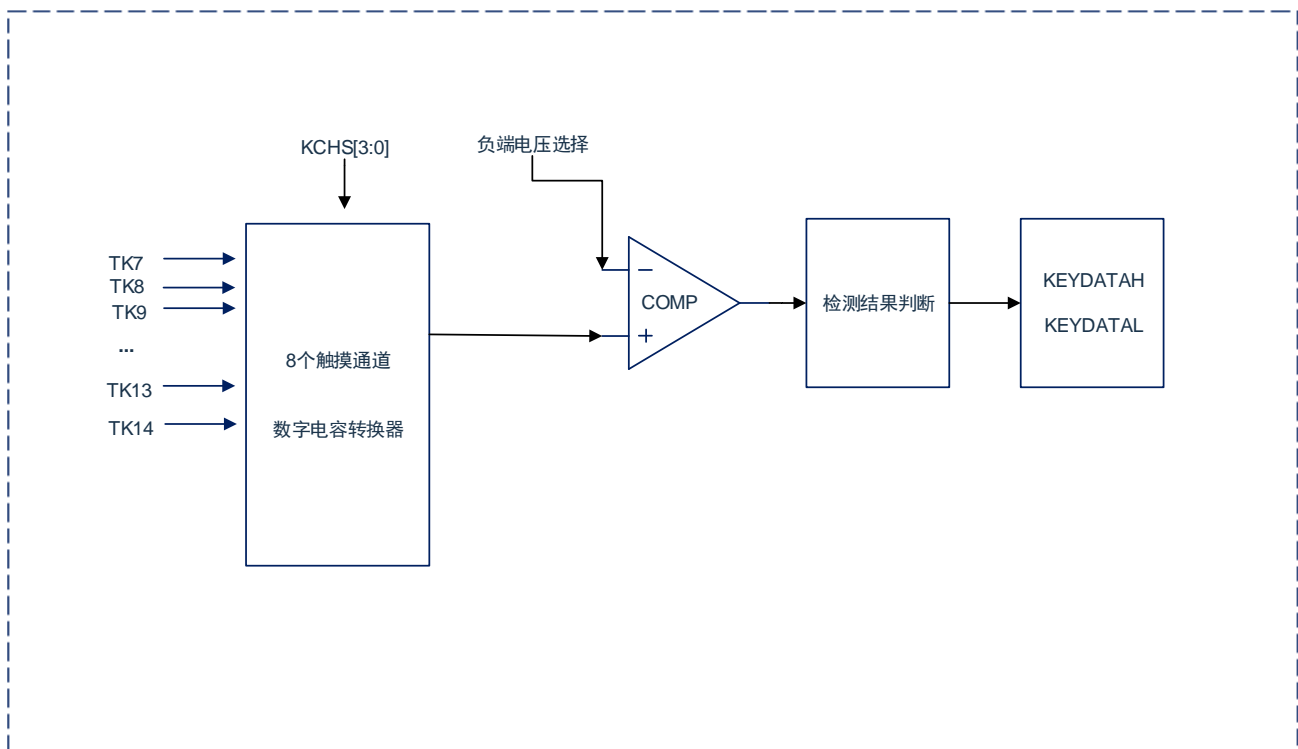 KCHS[3:0]
负端电压选择
TK7
TK8
TK9
...
TK13
TK14
8个触摸通道
数字电容转换器
−
COMP
+
检测结果判断
KEYDATAH
KEYDATAL